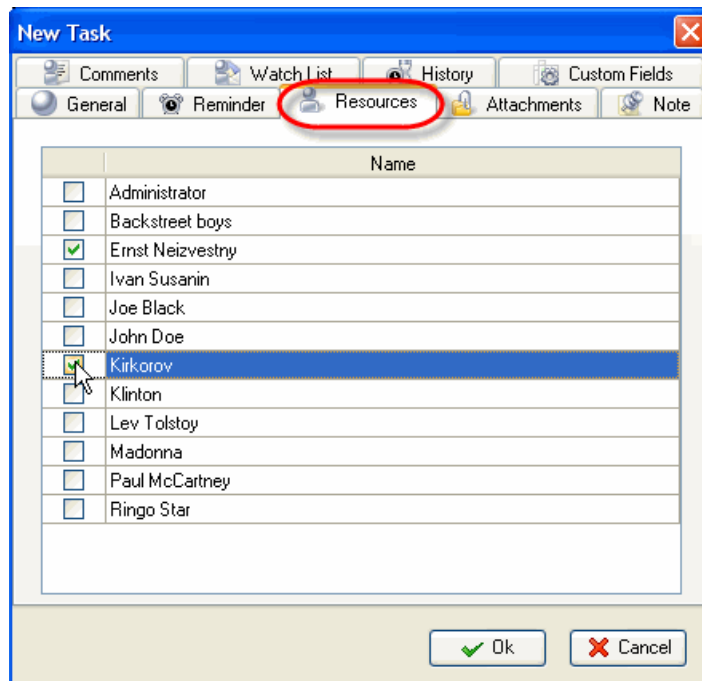 New Task
Comments Watch List History Custom Fields
General Reminder Resources Attachments Note
Name
Administrator
Backstreet boys
Ernst Neizvestny
Ivan Susanin
Joe Black
John Doe
Kirkorov
Klinton
Lev Tolstoy
Madonna
Paul McCartney
Ringo Star
Ok Cancel